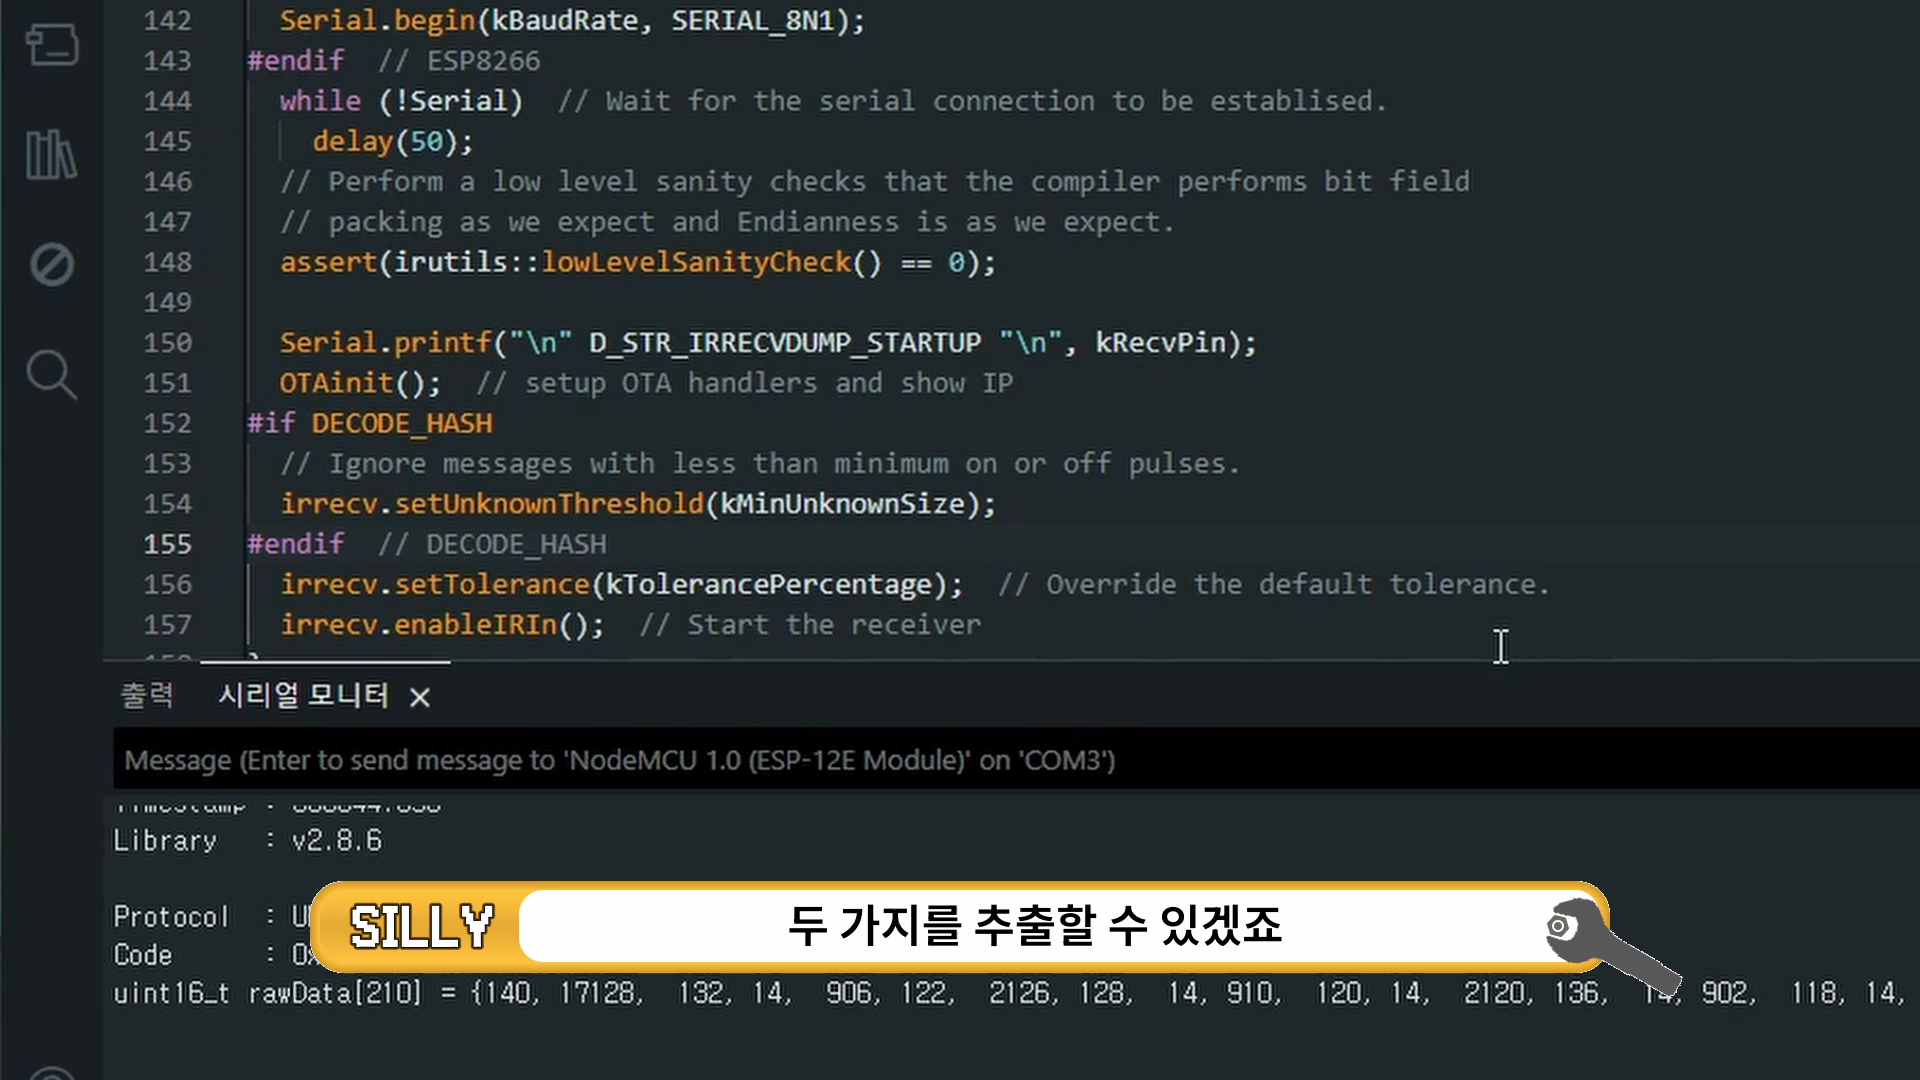 142 Serial.begin(kBaudRate, SERIAL_8N1);
143 #endif // ESP8266
144 while (!Serial) // Wait for the serial connection to be establised.
145 delay(50);
146 // Perform a low level sanity checks that the compiler performs bit field
147 // packing as we expect and Endianness is as we expect.
148 assert(irutils::lowLevelSanityCheck() == 0);
149
150 Serial.printf("\n" D_STR_IRRECVDUMP_STARTUP "\n", kRecvPin);
151 OTAinit(); // setup OTA handlers and show IP
152 #if DECODE_HASH
153 // Ignore messages with less than minimum on or off pulses.
154 irrecv.setUnknownThreshold(kMinUnknownSize);
155 #endif // DECODE_HASH
156 irrecv.setTolerance(kTolerancePercentage); // Override the default tolerance.
157 irrecv.enableIRIn(); // Start the receiver
출력 시리얼 모니터 ×
Message (Enter to send message to 'NodeMCU 1.0 (ESP-12E Module)' on 'COM3')
Timestamp :
Library : v2.8.6
Protocol :
SILLY 두 가지를 추출할 수 있겠죠
Code :
uint16_t rawData[210] = {140, 17128, 132, 14, 906, 122, 2126, 128, 14, 910, 120, 14, 2120, 136, 14, 902, 118, 14,